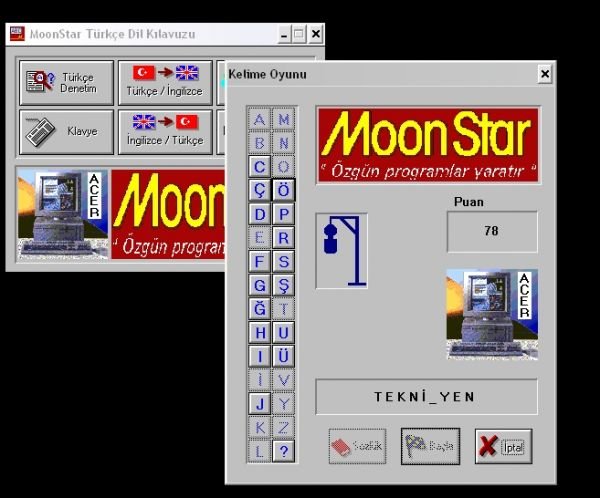 MoonStar Türkçe Dil Kılavuzu
Türkçe
Denetim
Türkçe / İngilizce
Klavye
İngilizce / Türkçe
ACER
Moon
" Özgün program
Kelime Oyunu
A M
B N
C O
Ç Ö
D P
E R
F S
G Ş
Ğ T
H U
I Ü
İ V
J Y
K Z
L ?
MoonStar
" Özgün programlar yaratır "
Puan
78
ACER
TEKNİ_YEN
Sözlük
Başla
İptal